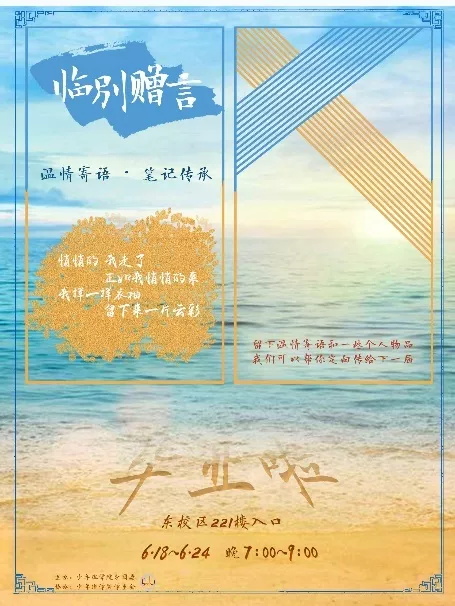 临别赠言
温情寄语 · 笔记传承
悄悄的 我走了
正如我悄悄的来
我挥一挥衣袖
留下 一片云彩
留下温情寄语和一些个人物品
我们可以帮你定向传给下一届
毕业啦
东校区221楼入口
6·18~6·24 晚7:00~9:00